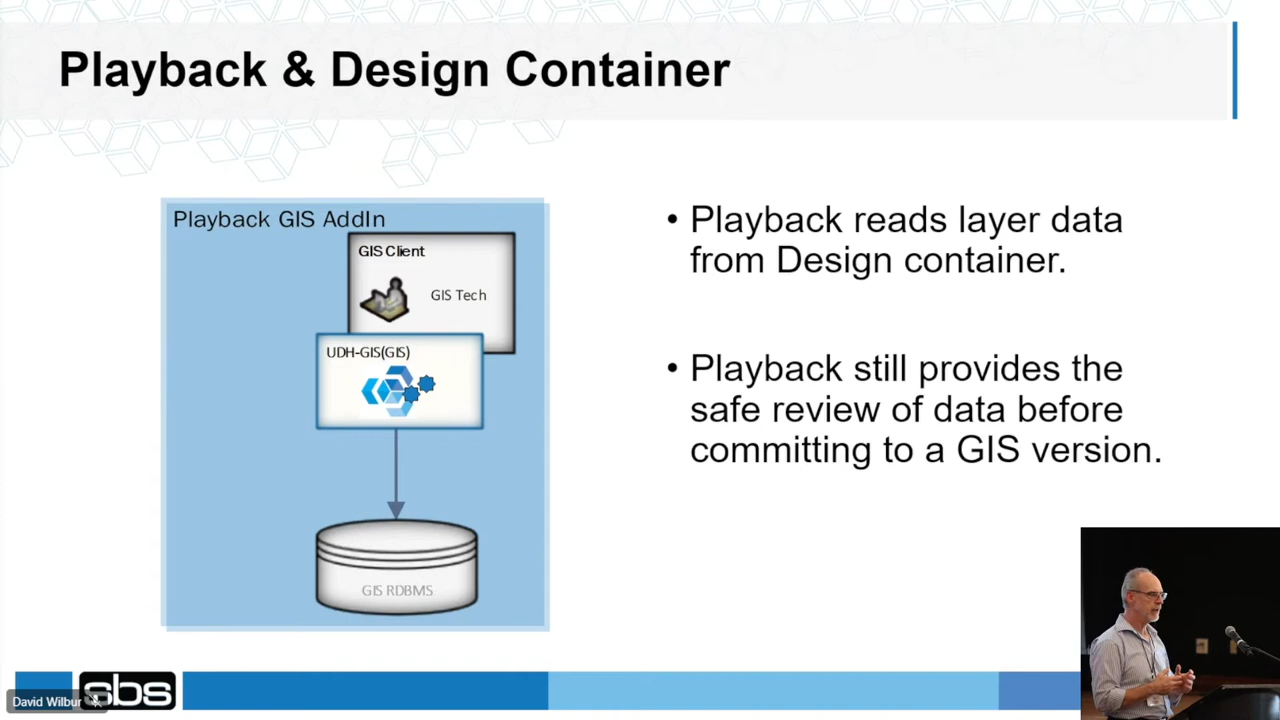 Playback & Design Container
Playback GIS AddIn
GIS Client
GIS Tech
UDH-GIS(GIS)
GIS RDBMS
• Playback reads layer data
from Design container.
• Playback still provides the
safe review of data before
committing to a GIS version.
sbs
David Wilbur